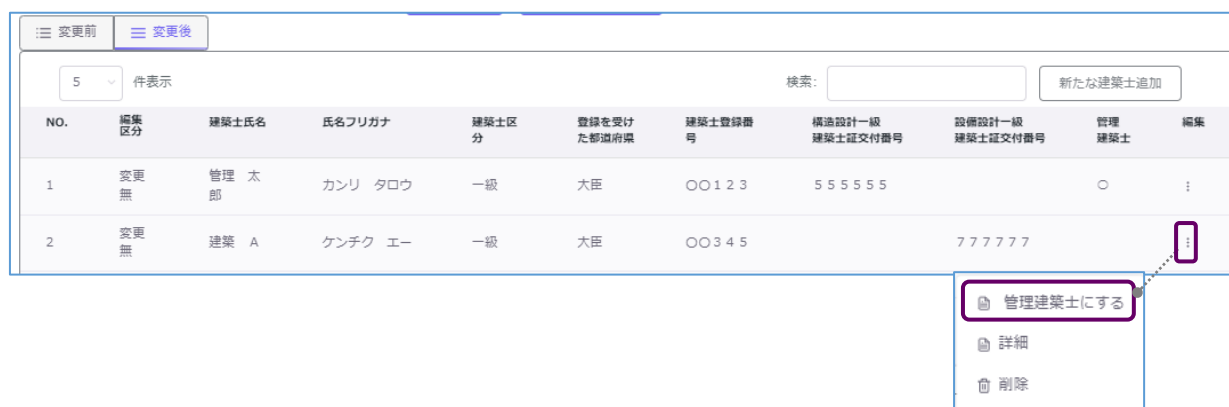 変更前 変更後
5 件表示 検索: 新たな建築士追加
NO. 編集区分 建築士氏名 氏名フリガナ 建築士区分 登録を受けた都道府県 建築士登録番号 構造設計一級建築士証交付番号 設備設計一級建築士証交付番号 管理建築士 編集
1 変更無 管理　太郎 カンリ　タロウ 一級 大臣 〇〇１２３ ５５５５５５ 〇
2 変更無 建築　A ケンチク　エー 一級 大臣 〇〇３４５ ７７７７７７
管理建築士にする
詳細
削除